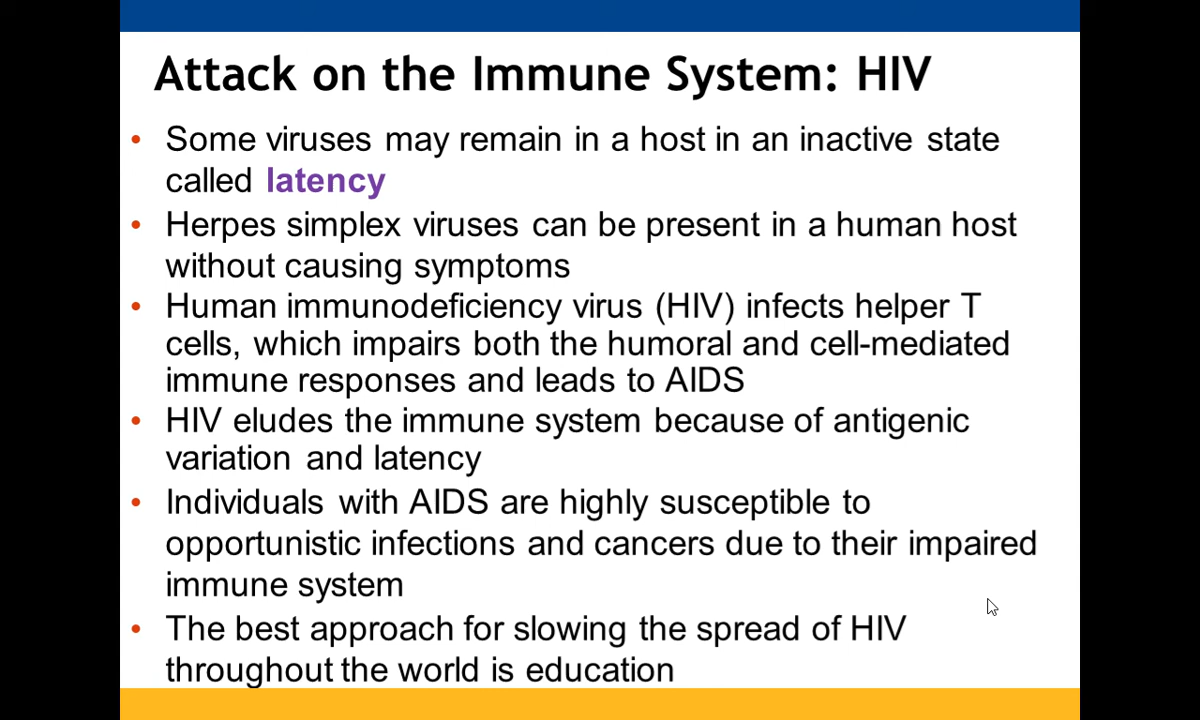 Attack on the Immune System: HIV
• Some viruses may remain in a host in an inactive state
called latency
• Herpes simplex viruses can be present in a human host
without causing symptoms
• Human immunodeficiency virus (HIV) infects helper T
cells, which impairs both the humoral and cell-mediated
immune responses and leads to AIDS
• HIV eludes the immune system because of antigenic
variation and latency
• Individuals with AIDS are highly susceptible to
opportunistic infections and cancers due to their impaired
immune system
• The best approach for slowing the spread of HIV
throughout the world is education